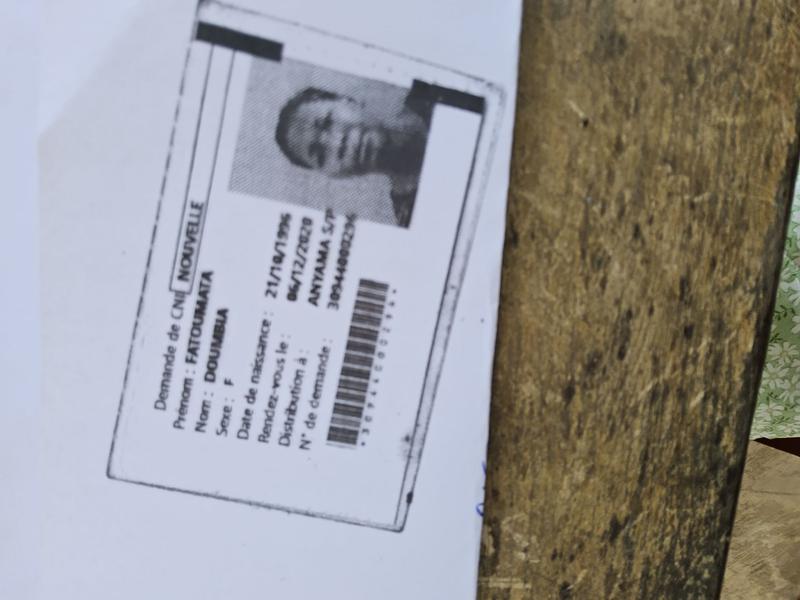 Demande de CNI NOUVELLE
Prénom : FATOUMATA
Nom : DOUMBIA
Sexe : F
Date de naissance : 21/10/1996
Rendez-vous le : 06/12/2020
Distribution à : ANYAMA S/P
N° de demande : 3094400029